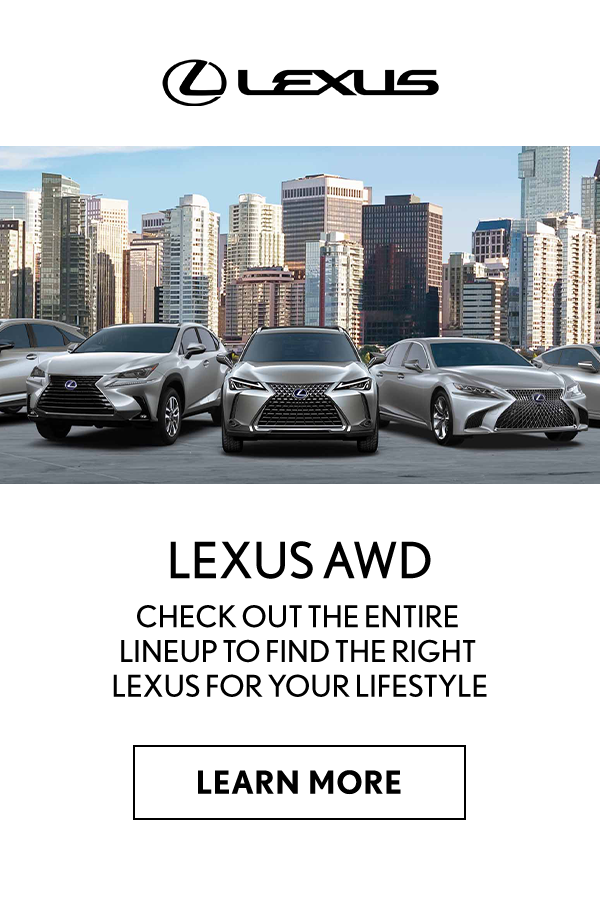 LEXUS
LEXUS AWD
CHECK OUT THE ENTIRE
LINEUP TO FIND THE RIGHT
LEXUS FOR YOUR LIFESTYLE
LEARN MORE